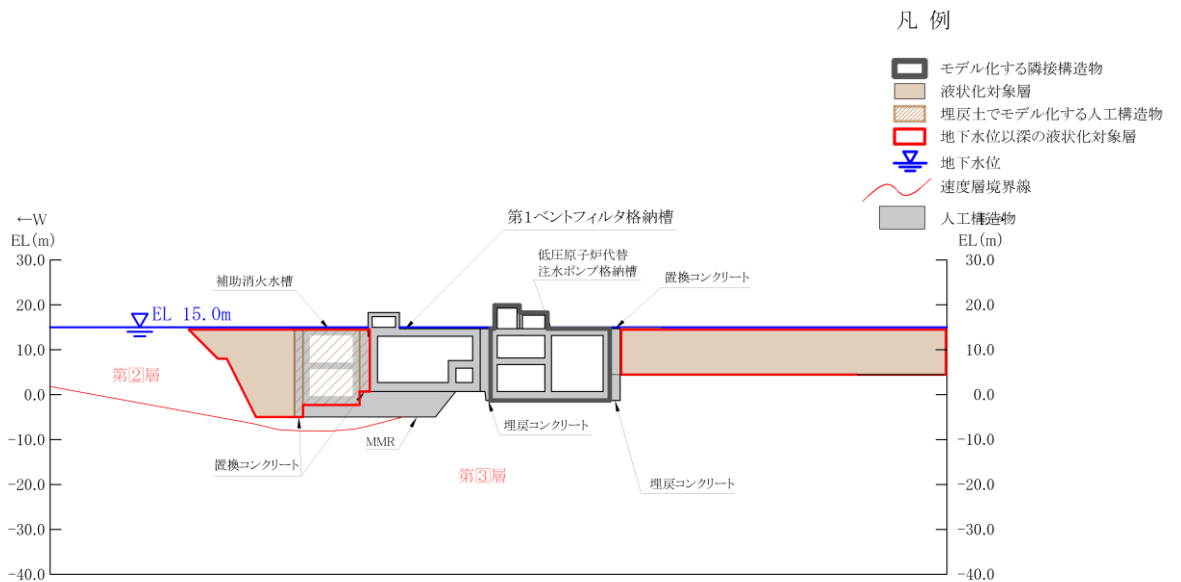 凡 例
モデル化する隣接構造物
液状化対象層
埋戻土でモデル化する人工構造物
地下水位以深の液状化対象層
地下水位
速度層境界線
人工構造物
←W
EL(m)
E→
EL(m)
第1ベントフィルタ格納槽
低圧原子炉代替
注水ポンプ格納槽
補助消火水槽
置換コンクリート
30.0
20.0
10.0
0.0
-10.0
-20.0
-30.0
-40.0
EL 15.0m
第②層
第③層
MMR
置換コンクリート
埋戻コンクリート
埋戻コンクリート
30.0
20.0
10.0
0.0
-10.0
-20.0
-30.0
-40.0